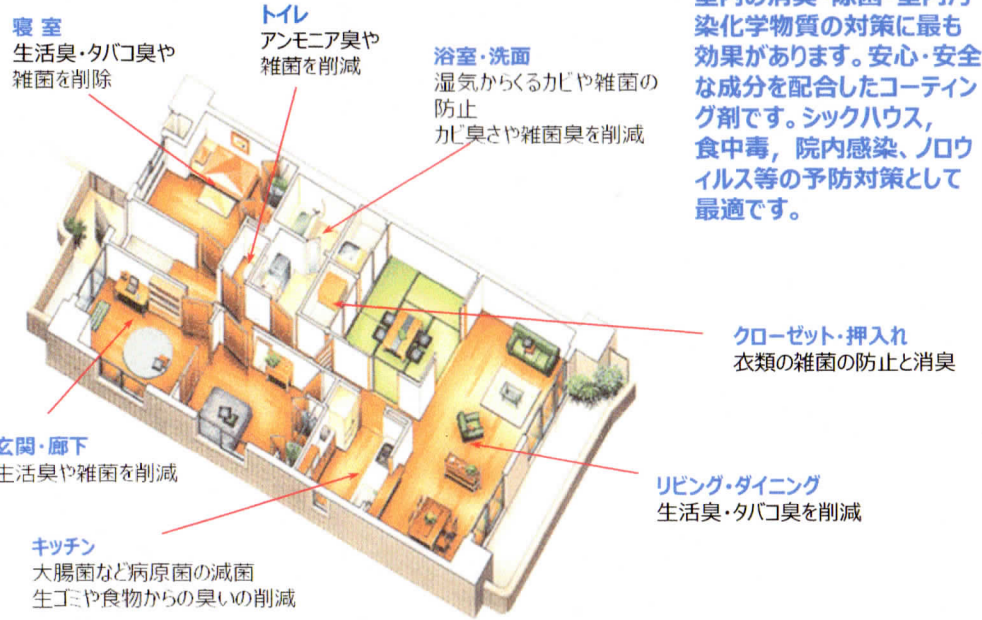 寝 室
生活臭・タバコ臭や
雑菌を削除
トイレ
アンモニア臭や
雑菌を削減
浴室・洗面
湿気からくるカビや雑菌の
防止
カビ臭さや雑菌臭を削減
室内の消臭・除菌・室内汚
染化学物質の対策に最も
効果があります。安心・安全
な成分を配合したコーティン
グ剤です。シックハウス,
食中毒, 院内感染、ノロウ
ィルス等の予防対策として
最適です。
クローゼット・押入れ
衣類の雑菌の防止と消臭
玄関・廊下
生活臭や雑菌を削減
リビング・ダイニング
生活臭・タバコ臭を削減
キッチン
大腸菌など病原菌の減菌
生ゴミや食物からの臭いの削減